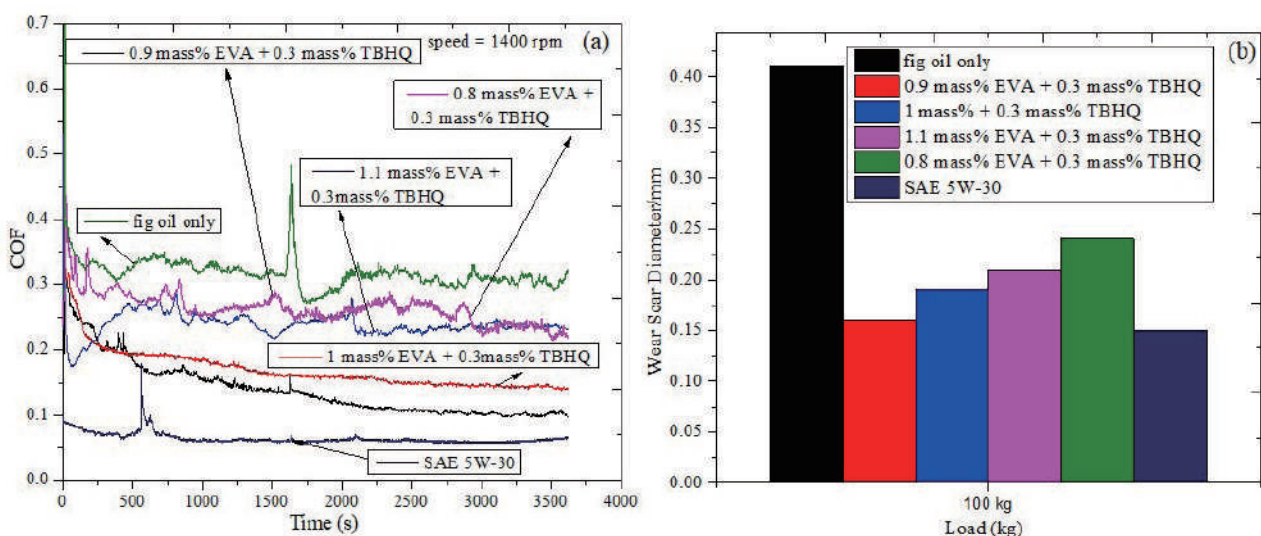 (a)
speed = 1400 rpm
0.9 mass% EVA + 0.3 mass% TBHQ
0.8 mass% EVA +
0.3 mass% TBHQ
1.1 mass% EVA +
0.3mass% TBHQ
fig oil only
1 mass% EVA + 0.3mass% TBHQ
SAE 5W-30
COF
0.7
0.6
0.5
0.4
0.3
0.2
0.1
0.0
0
500
1000
1500
2000
2500
3000
3500
4000
Time (s)
(b)
fig oil only
0.9 mass% EVA + 0.3 mass% TBHQ
1 mass% + 0.3 mass% TBHQ
1.1 mass% EVA + 0.3 mass% TBHQ
0.8 mass% EVA + 0.3 mass% TBHQ
SAE 5W-30
Wear Scar Diameter/mm
0.40
0.35
0.30
0.25
0.20
0.15
0.10
0.05
0.00
100 kg
Load (kg)